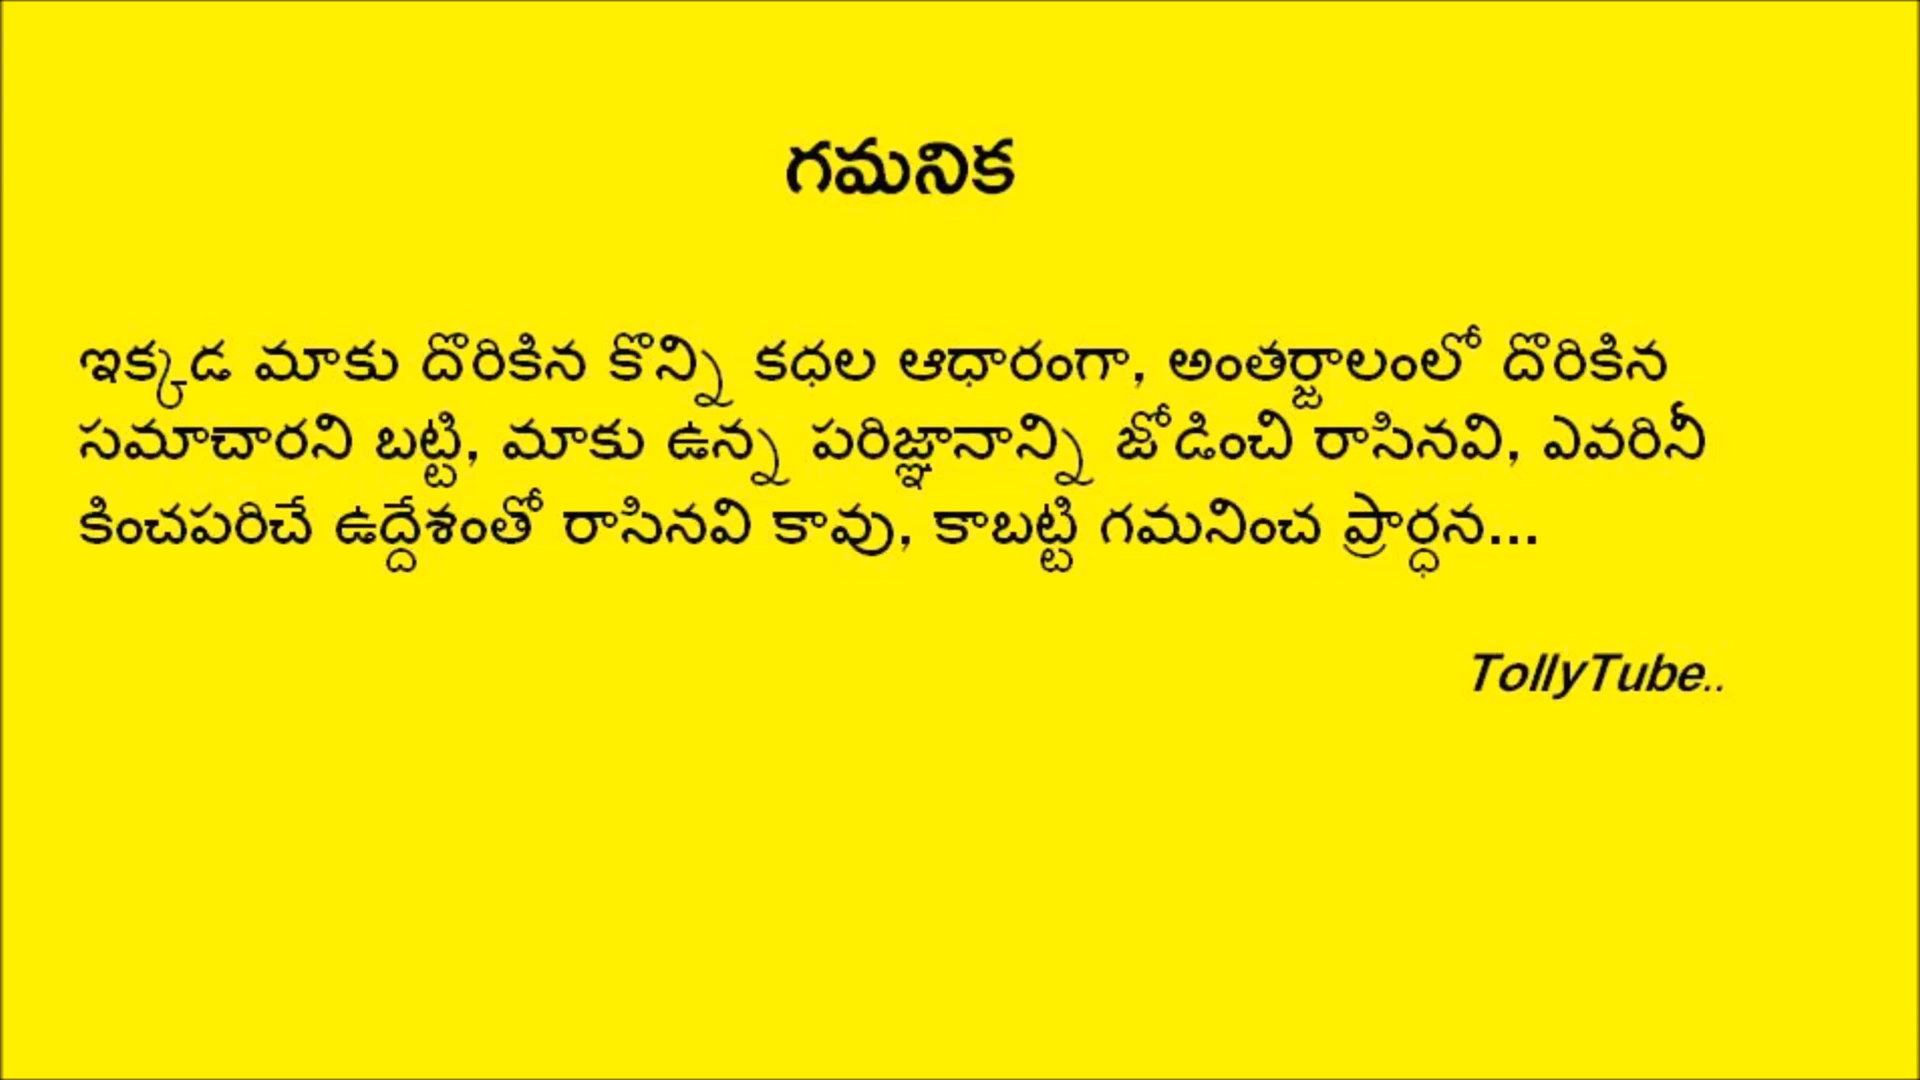 గమనిక
ఇక్కడ మాకు దొరికిన కొన్ని కధల ఆధారంగా, అంతర్జాలంలో దొరికిన
సమాచారని బట్టి, మాకు ఉన్న పరిజ్ఞానాన్ని జోడించి రాసినవి, ఎవరినీ
కించపరిచే ఉద్దేశంతో రాసినవి కావు, కాబట్టి గమనించ ప్రార్ధన...
TollyTube..